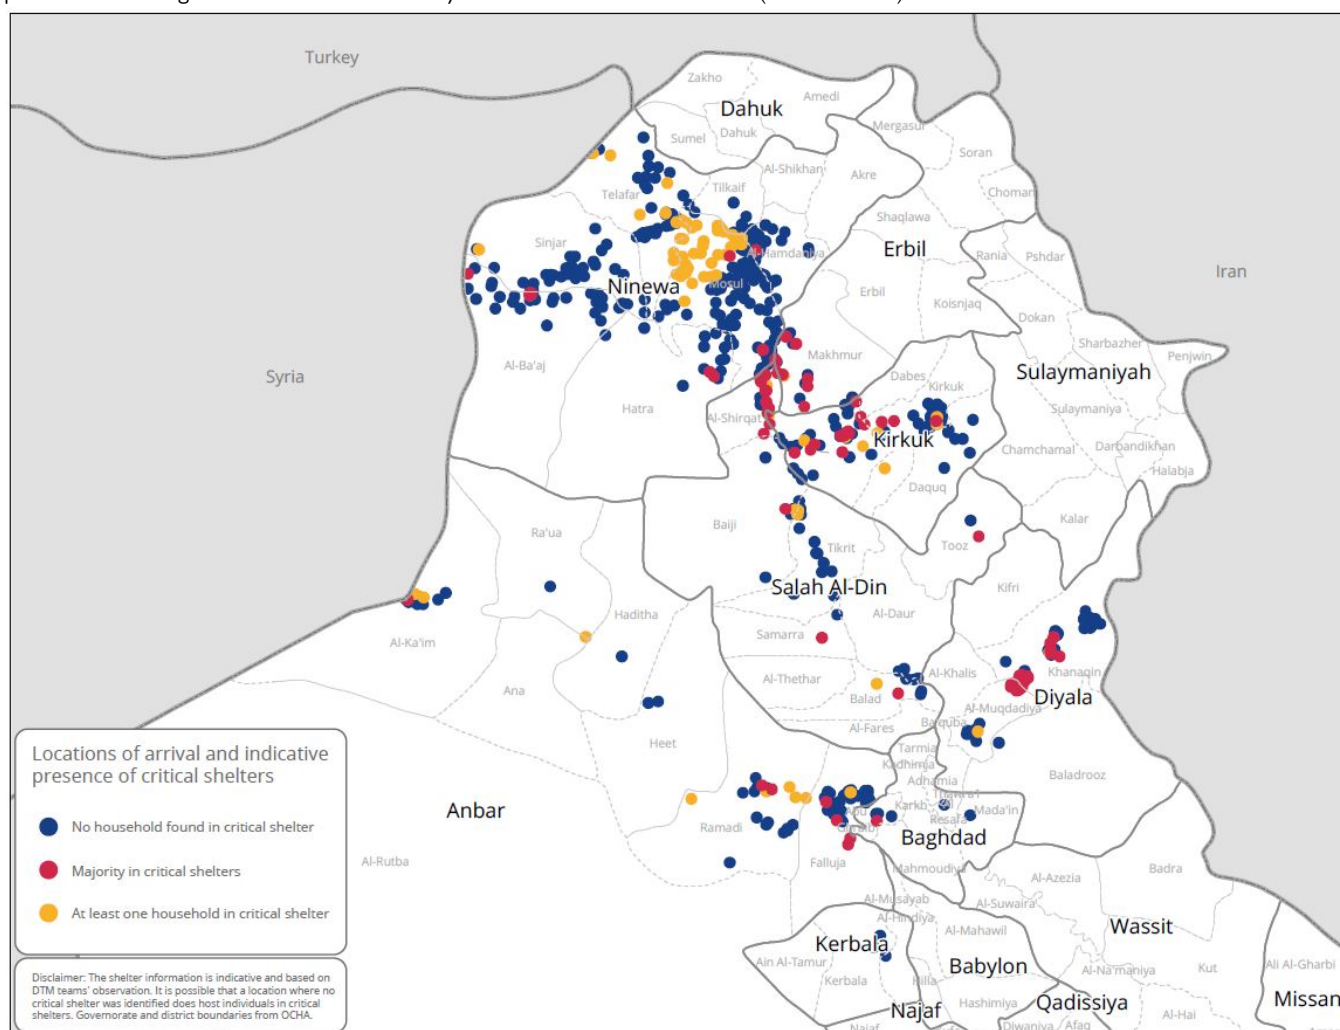 Turkey
Zakho
Amedi
Dahuk
Sumel
Dahuk
Mergasur
Soran
Al-Shikhan
Akre
Choman
Telafar
Tilkaif
Shaqlawa
Sinjar
Al-Hamdaniya
Erbil
Rania
Pshdar
Iran
Ninewa
Mosul
Erbil
Koisnjaq
Dokan
Sharbazher
Penjwin
Syria
Al-Ba'aj
Makhmur
Dabes
Kirkuk
Sulaymaniyah
Hatra
Al-Shirqat
Sulaymaniya
Kirkuk
Chamchamal
Darbandikhan
Halabja
Daquq
Baiji
Kalar
Ra'ua
Tikrit
Tooz
Salah Al-Din
Kifri
Haditha
Al-Daur
Samarra
Al-Ka'im
Al-Thethar
Al-Khalis
Khanaqin
Ana
Balad
Al-Muqdadiya
Diyala
Al-Fares
Ba'quba
Heet
Tarmia
Kadhimia
Adhamia
Baladrooz
Anbar
Karkh
Mada'in
Ramadi
Abu
Resafa
Baghdad
Al-Rutba
Falluja
Mahmoudiya
Al-Azezia
Badra
Al-Musayab
Al-Suwaira
Al-Hindiya
Al-Mahawil
Wassit
Kerbala
Ain Al-Tamur
Babylon
Al-Na'maniya
Kut
Ali Al-Gharbi
Kerbala
Hilla
Hashimiya
Qadissiya
Missan
Najaf
Al-Hai
Najaf
Diwaniya
Afaq
Locations of arrival and indicative
presence of critical shelters
No household found in critical shelter
Majority in critical shelters
At least one household in critical shelter
Disclaimer: The shelter information is indicative and based on
DTM teams' observation. It is possible that a location where no
critical shelter was identified does host individuals in critical
shelters. Governorate and district boundaries from OCHA.